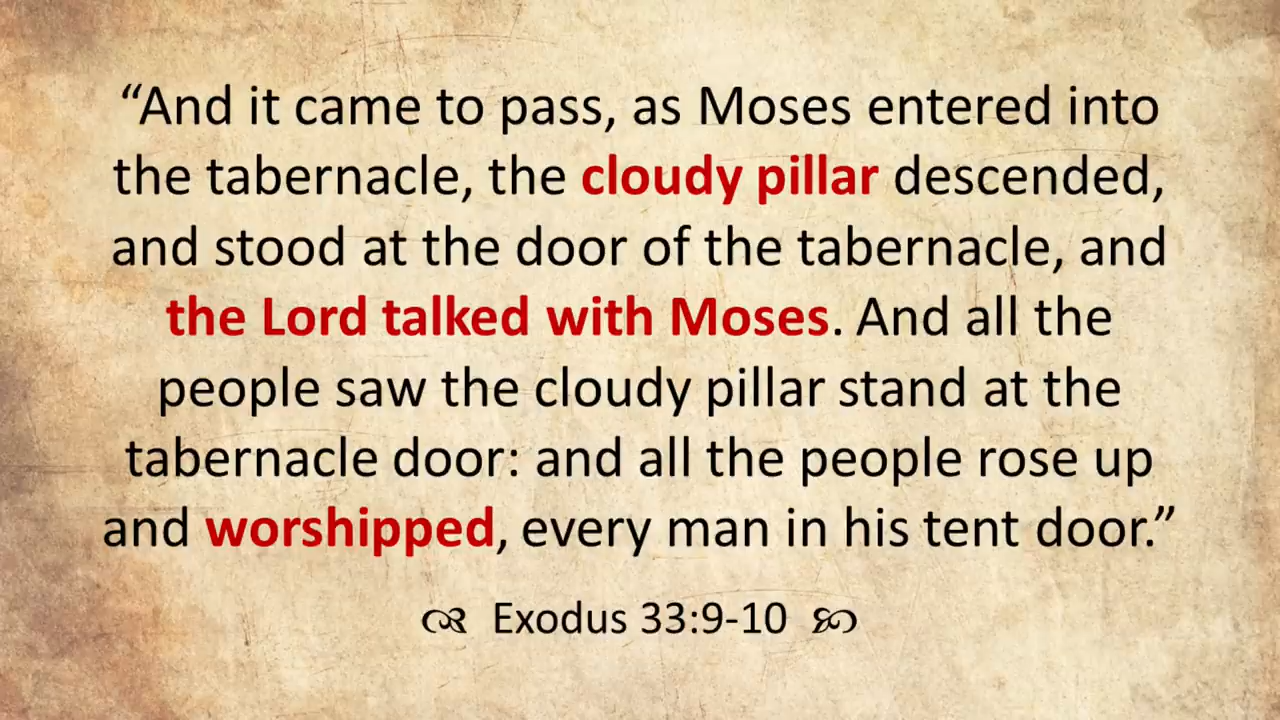 “And it came to pass, as Moses entered into
the tabernacle, the cloudy pillar descended,
and stood at the door of the tabernacle, and
the Lord talked with Moses. And all the
people saw the cloudy pillar stand at the
tabernacle door: and all the people rose up
and worshipped, every man in his tent door.”
Exodus 33:9-10